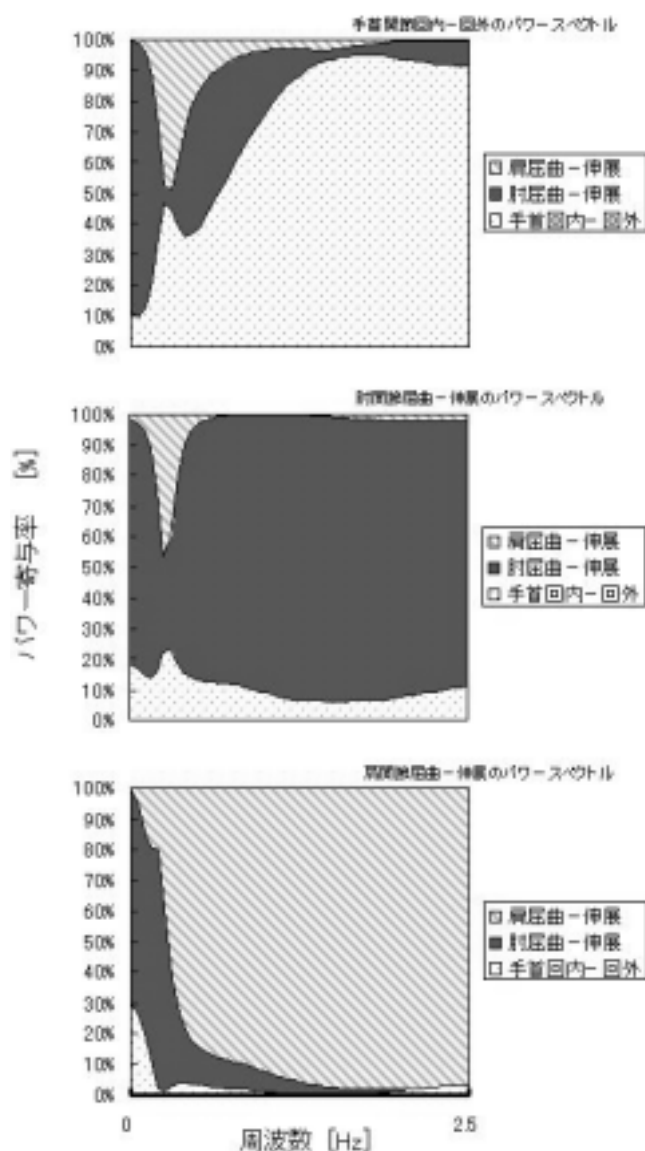 手首関節回内－回外のパワースペクトル
100%
90%
80%
70%
60%
50%
40%
30%
20%
10%
0%
肩屈曲－伸展
肘屈曲－伸展
手首回内－回外
肘関節屈曲－伸展のパワースペクトル
100%
90%
80%
70%
60%
50%
40%
30%
20%
10%
0%
肩屈曲－伸展
肘屈曲－伸展
手首回内－回外
パワー寄与率 [%]
肩関節屈曲－伸展のパワースペクトル
100%
90%
80%
70%
60%
50%
40%
30%
20%
10%
0%
肩屈曲－伸展
肘屈曲－伸展
手首回内－回外
0
2.5
周波数 [Hz]